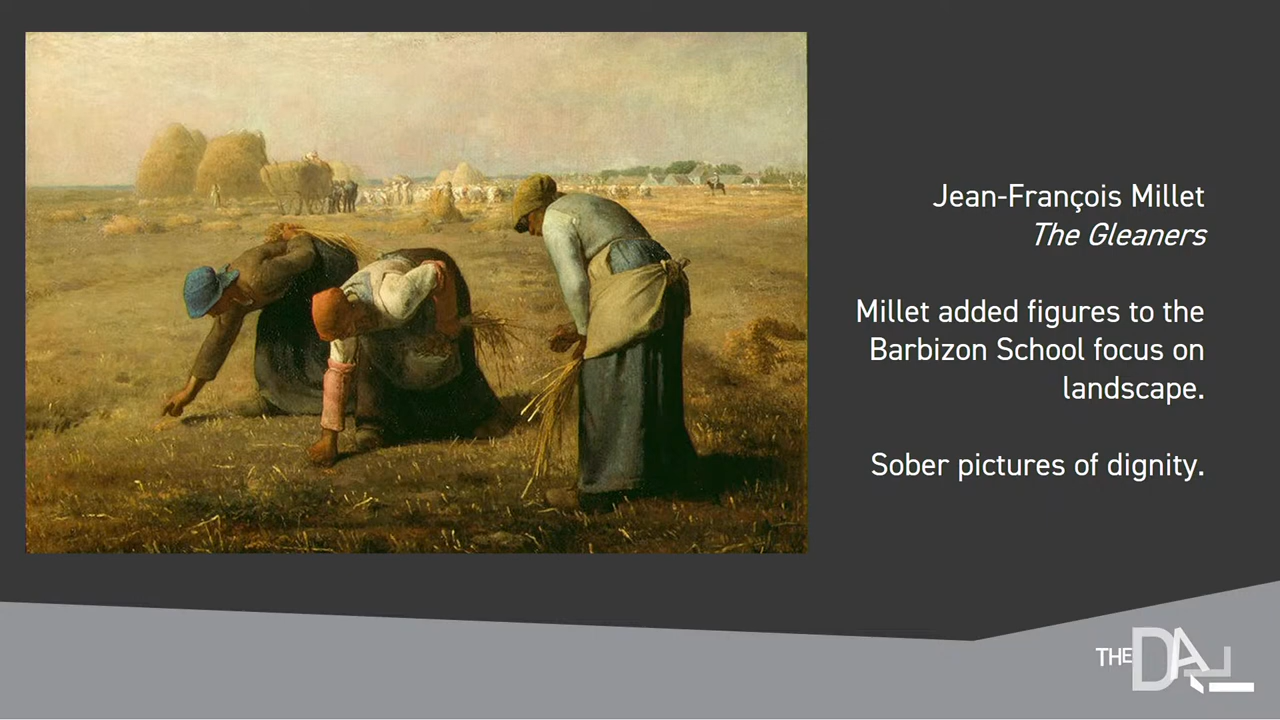 Jean-François Millet
The Gleaners
Millet added figures to the
Barbizon School focus on
landscape.
Sober pictures of dignity.
THE DALÍ